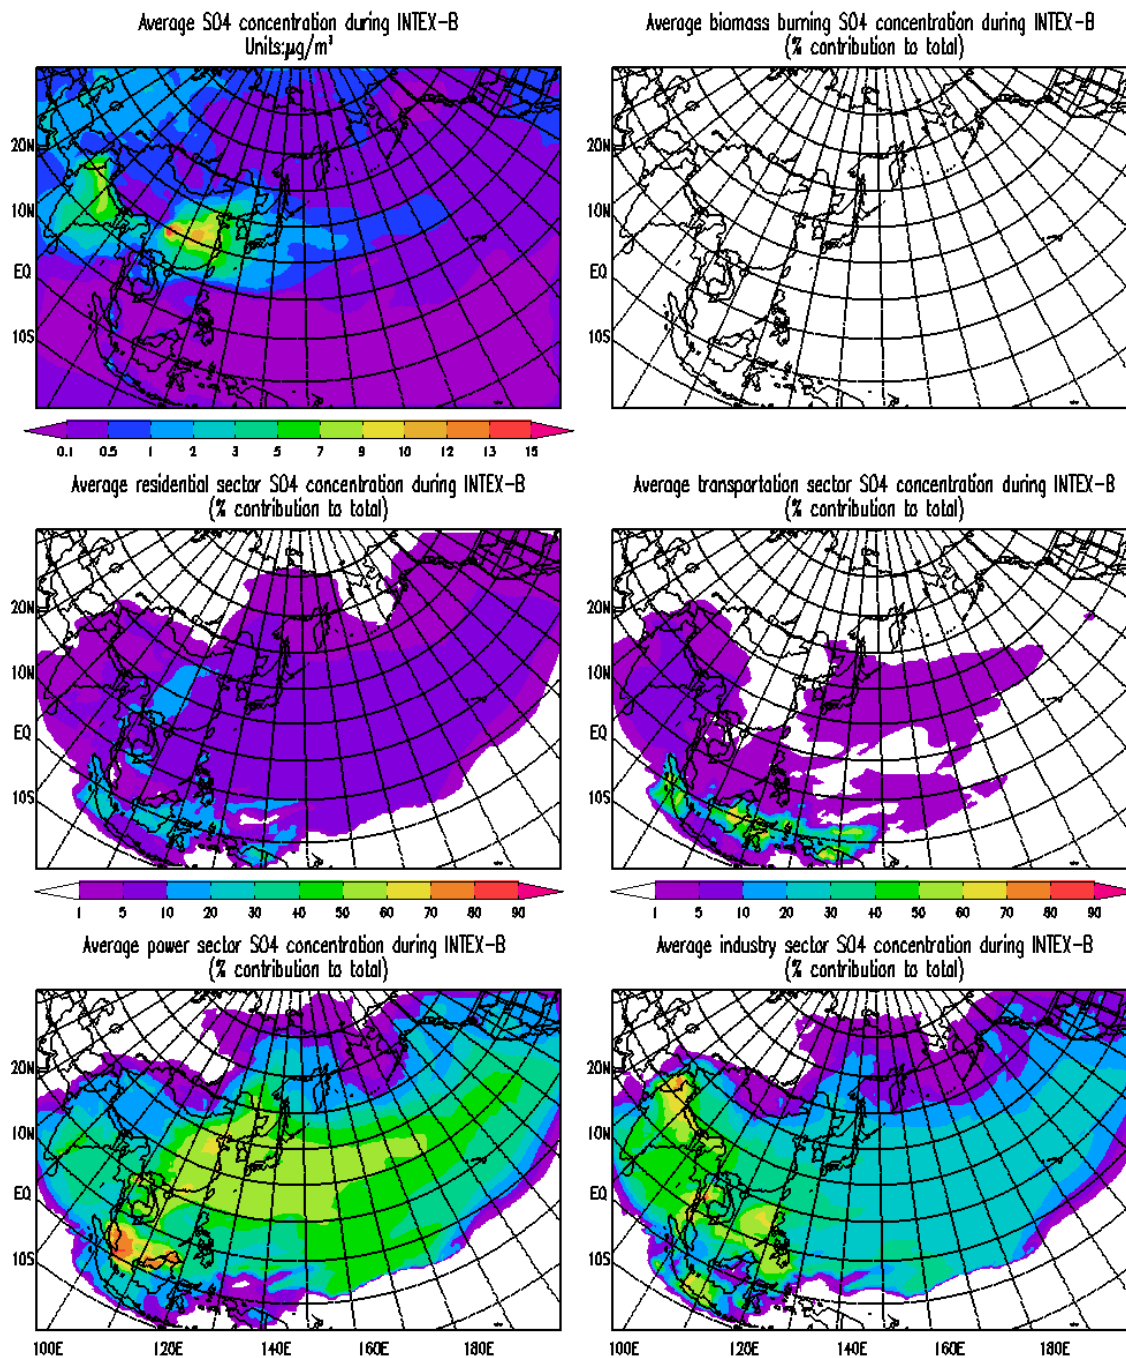 Average SO4 concentration during INTEX-B
Units:µg/m³
Average biomass burning SO4 concentration during INTEX-B
(% contribution to total)
20N
10N
EQ
10S
20N
10N
EQ
10S
0.1 0.5 1 2 3 5 7 9 10 12 13 15
Average residential sector SO4 concentration during INTEX-B
(% contribution to total)
Average transportation sector SO4 concentration during INTEX-B
(% contribution to total)
20N
10N
EQ
10S
20N
10N
EQ
10S
1 5 10 20 30 40 50 60 70 80 90
1 5 10 20 30 40 50 60 70 80 90
Average power sector SO4 concentration during INTEX-B
(% contribution to total)
Average industry sector SO4 concentration during INTEX-B
(% contribution to total)
20N
10N
EQ
10S
20N
10N
EQ
10S
100E 120E 140E 160E 180E
100E 120E 140E 160E 180E